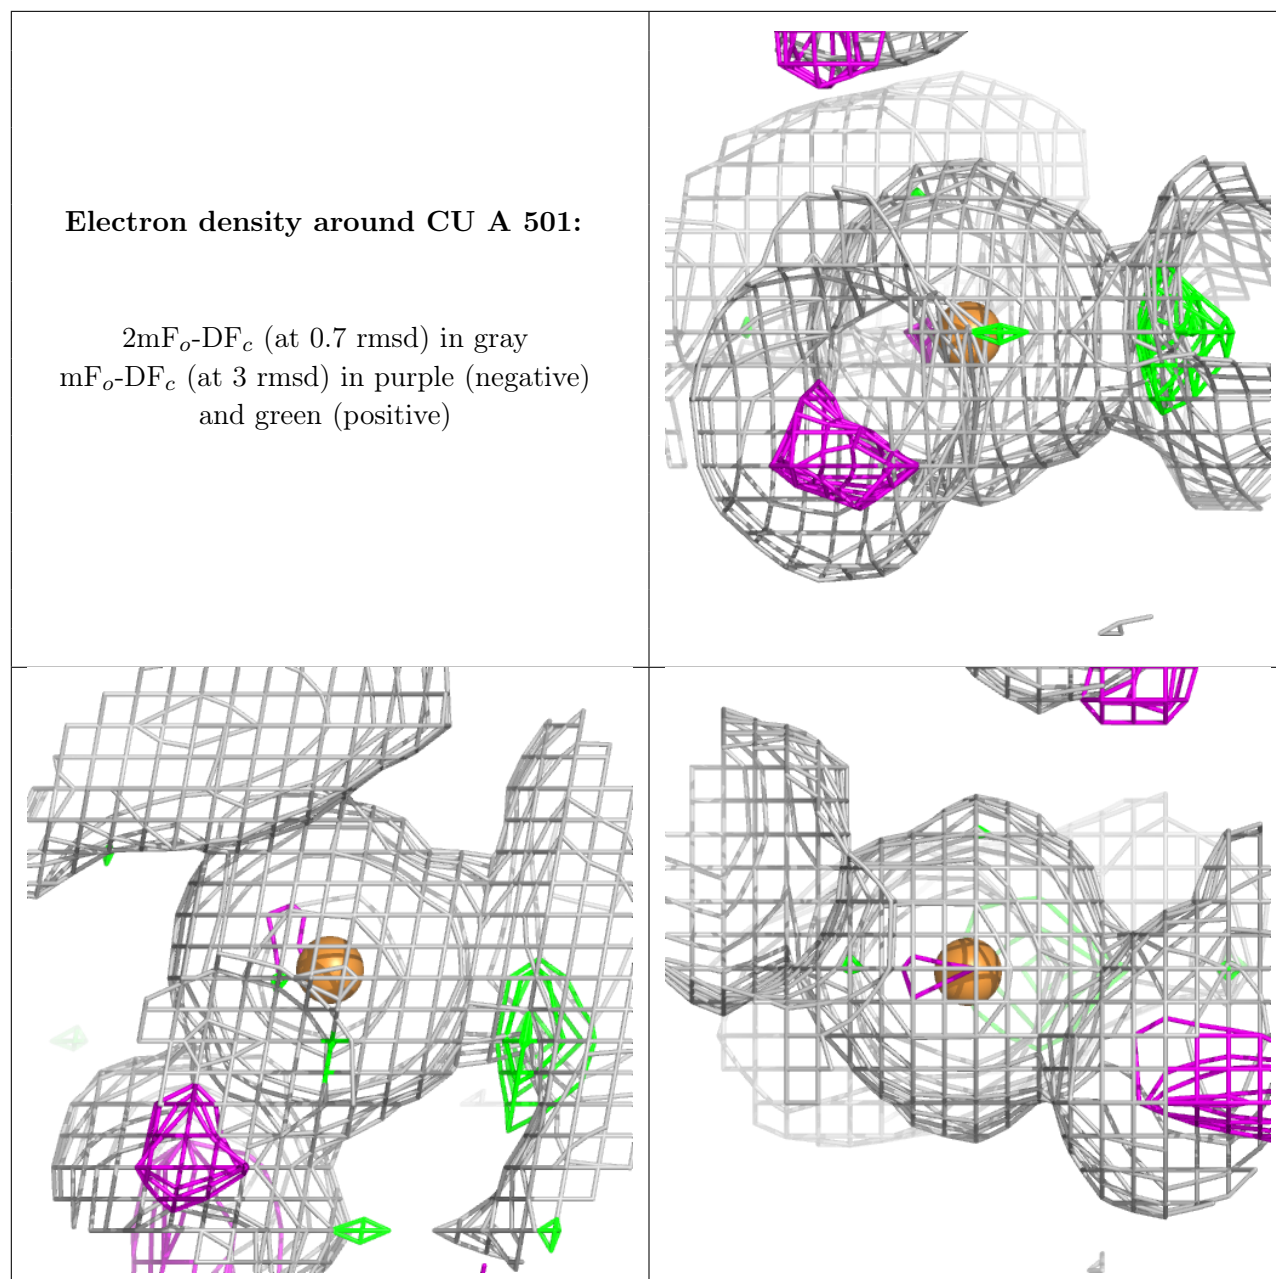 Electron density around CU A 501:
2mFₒ-DF𝒸 (at 0.7 rmsd) in gray
mFₒ-DF𝒸 (at 3 rmsd) in purple (negative)
and green (positive)